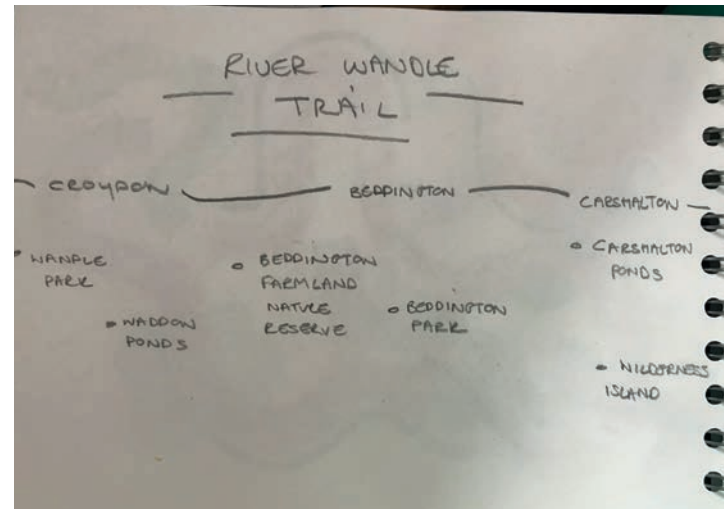 RIVER WANDLE
TRAIL
CROYDON
BEDDINGTON
CARSHALTON
WANDLE
PARK
WADDON
PONDS
BEDDINGTON
FARMLAND
NATURE
RESERVE
BEDDINGTON
PARK
CARSHALTON
PONDS
WILDERNESS
ISLAND